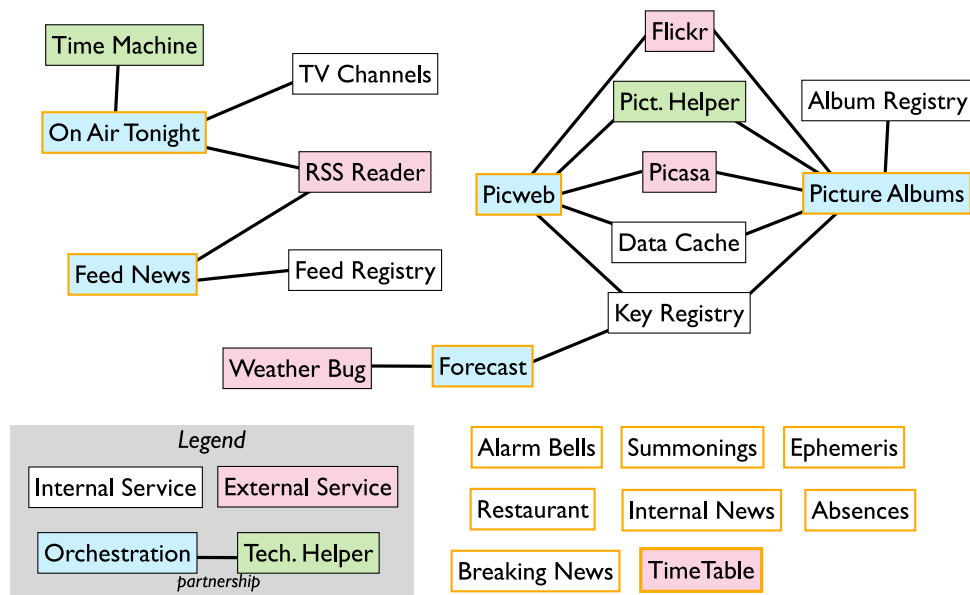 Time Machine
Flickr
TV Channels
Pict. Helper
Album Registry
On Air Tonight
RSS Reader
Picasa
Picweb
Picture Albums
Data Cache
Feed News
Feed Registry
Key Registry
Weather Bug
Forecast
Legend
Internal Service
External Service
Orchestration
Tech. Helper
partnership
Alarm Bells
Summonings
Ephemeris
Restaurant
Internal News
Absences
Breaking News
TimeTable